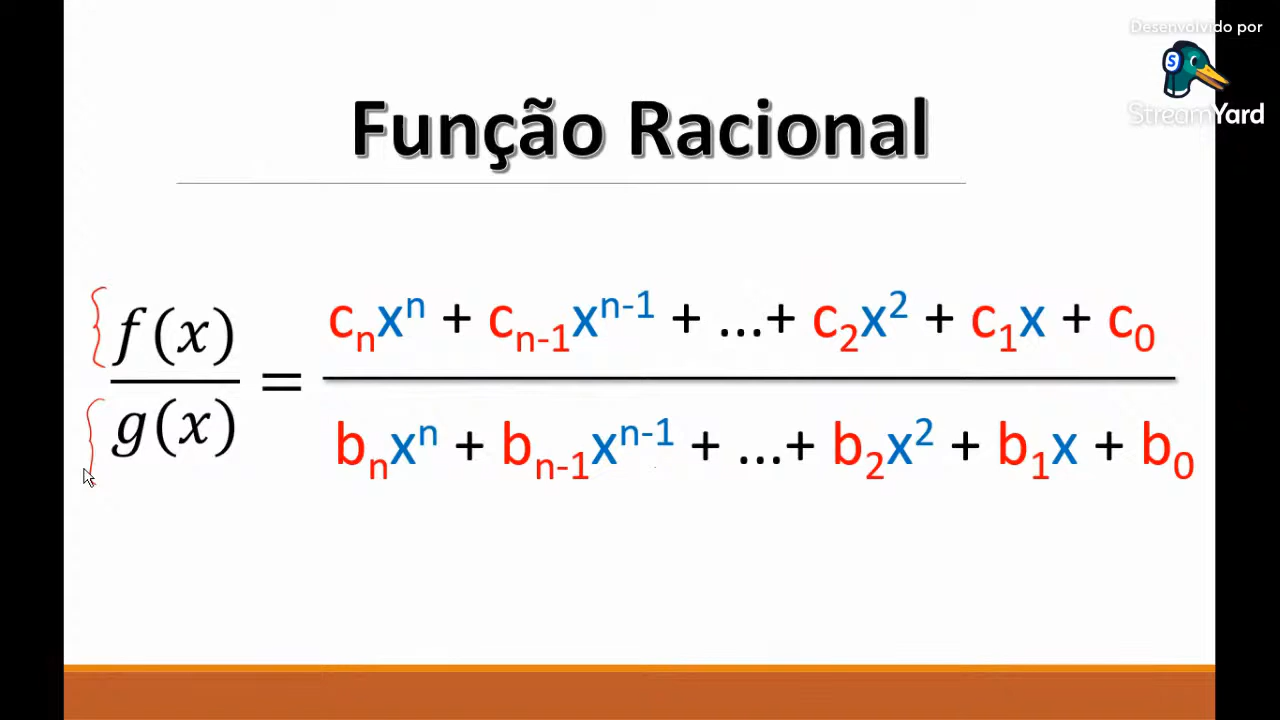 Desenvolvido por
StreamYard
Função Racional
f(x) / g(x) = cₙxⁿ + cₙ₋₁xⁿ⁻¹ + ...+ c₂x² + c₁x + c₀
bₙxⁿ + bₙ₋₁xⁿ⁻¹ + ...+ b₂x² + b₁x + b₀